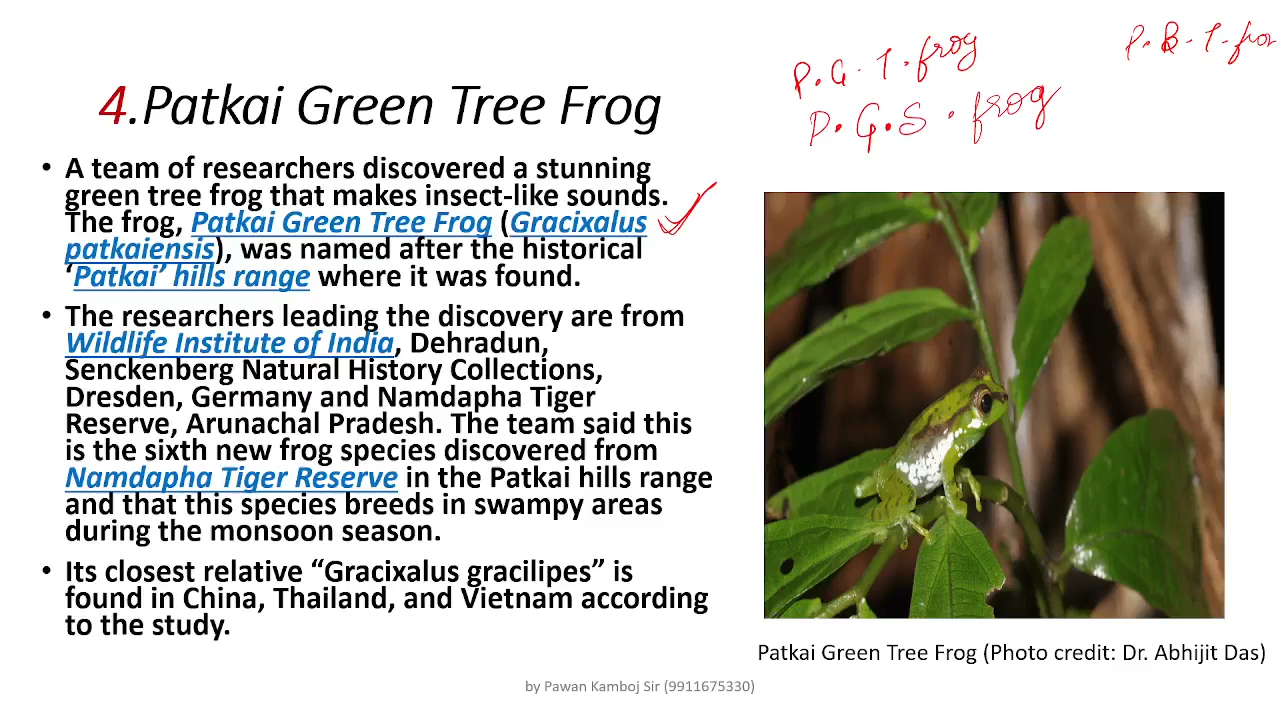 P. G. T. frog
P. B. T. fro
P. G. S. frog
4.Patkai Green Tree Frog
• A team of researchers discovered a stunning
green tree frog that makes insect-like sounds.
The frog, Patkai Green Tree Frog (Gracixalus
patkaiensis), was named after the historical
‘Patkai’ hills range where it was found.
• The researchers leading the discovery are from
Wildlife Institute of India, Dehradun,
Senckenberg Natural History Collections,
Dresden, Germany and Namdapha Tiger
Reserve, Arunachal Pradesh. The team said this
is the sixth new frog species discovered from
Namdapha Tiger Reserve in the Patkai hills range
and that this species breeds in swampy areas
during the monsoon season.
• Its closest relative “Gracixalus gracilipes” is
found in China, Thailand, and Vietnam according
to the study.
Patkai Green Tree Frog (Photo credit: Dr. Abhijit Das)
by Pawan Kamboj Sir (9911675330)